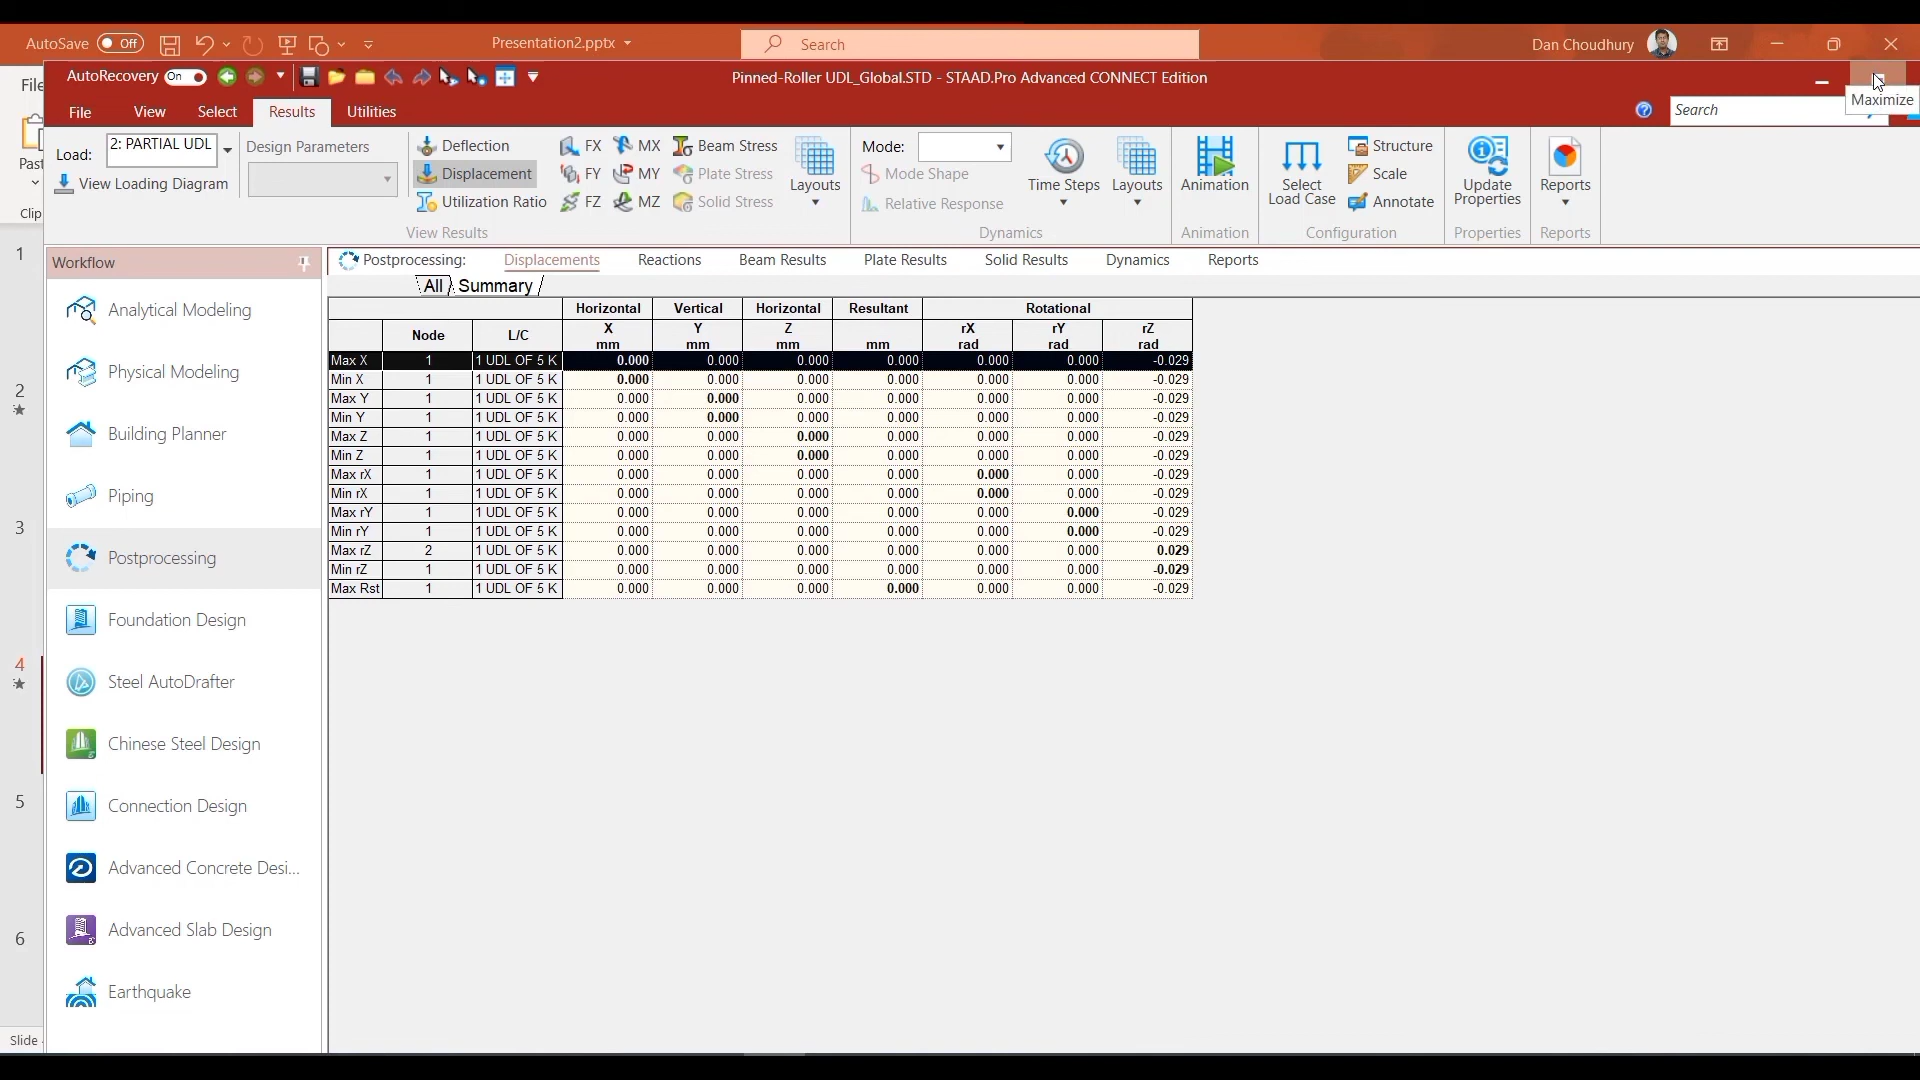 AutoSave Off
Presentation2.pptx
Search
Dan Choudhury
File
AutoRecovery On
Pinned-Roller UDL_Global.STD - STAAD.Pro Advanced CONNECT Edition
Maximize
File View Select Results Utilities
Search
Past
Clip
Load: 2: PARTIAL UDL
View Loading Diagram
Design Parameters
Deflection
Displacement
Utilization Ratio
FX MX Beam Stress
FY MY Plate Stress
FZ MZ Solid Stress
Layouts
View Results
Mode:
Mode Shape
Relative Response
Time Steps
Layouts
Dynamics
Animation
Animation
Select Load Case
Structure
Scale
Annotate
Configuration
Update Properties
Properties
Reports
Reports
1
2
3
4
5
6
Slide
Workflow
Analytical Modeling
Physical Modeling
Building Planner
Piping
Postprocessing
Foundation Design
Steel AutoDrafter
Chinese Steel Design
Connection Design
Advanced Concrete Desi...
Advanced Slab Design
Earthquake
Postprocessing: Displacements Reactions Beam Results Plate Results Solid Results Dynamics Reports
All Summary
Horizontal Vertical Horizontal Resultant Rotational
Node L/C X mm Y mm Z mm mm rX rad rY rad rZ rad
Max X 1 1 UDL OF 5 K 0.000 0.000 0.000 0.000 0.000 0.000 -0.029
Min X 1 1 UDL OF 5 K 0.000 0.000 0.000 0.000 0.000 0.000 -0.029
Max Y 1 1 UDL OF 5 K 0.000 0.000 0.000 0.000 0.000 0.000 -0.029
Min Y 1 1 UDL OF 5 K 0.000 0.000 0.000 0.000 0.000 0.000 -0.029
Max Z 1 1 UDL OF 5 K 0.000 0.000 0.000 0.000 0.000 0.000 -0.029
Min Z 1 1 UDL OF 5 K 0.000 0.000 0.000 0.000 0.000 0.000 -0.029
Max rX 1 1 UDL OF 5 K 0.000 0.000 0.000 0.000 0.000 0.000 -0.029
Min rX 1 1 UDL OF 5 K 0.000 0.000 0.000 0.000 0.000 0.000 -0.029
Max rY 1 1 UDL OF 5 K 0.000 0.000 0.000 0.000 0.000 0.000 -0.029
Min rY 1 1 UDL OF 5 K 0.000 0.000 0.000 0.000 0.000 0.000 -0.029
Max rZ 2 1 UDL OF 5 K 0.000 0.000 0.000 0.000 0.000 0.000 0.029
Min rZ 1 1 UDL OF 5 K 0.000 0.000 0.000 0.000 0.000 0.000 -0.029
Max Rst 1 1 UDL OF 5 K 0.000 0.000 0.000 0.000 0.000 0.000 -0.029